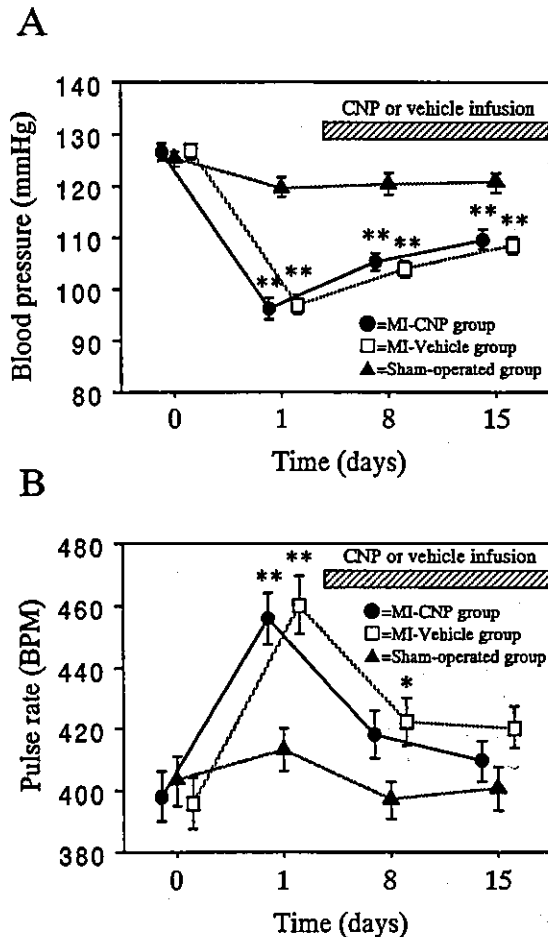 A
CNP or vehicle infusion
140
130
120
110
100
90
80
Blood pressure (mmHg)
** ** ** ** ** **
●=MI-CNP group
□=MI-Vehicle group
▲=Sham-operated group
0 1 8 15
Time (days)
B
CNP or vehicle infusion
480
460
440
420
400
380
Pulse rate (BPM)
** ** *
●=MI-CNP group
□=MI-Vehicle group
▲=Sham-operated group
0 1 8 15
Time (days)